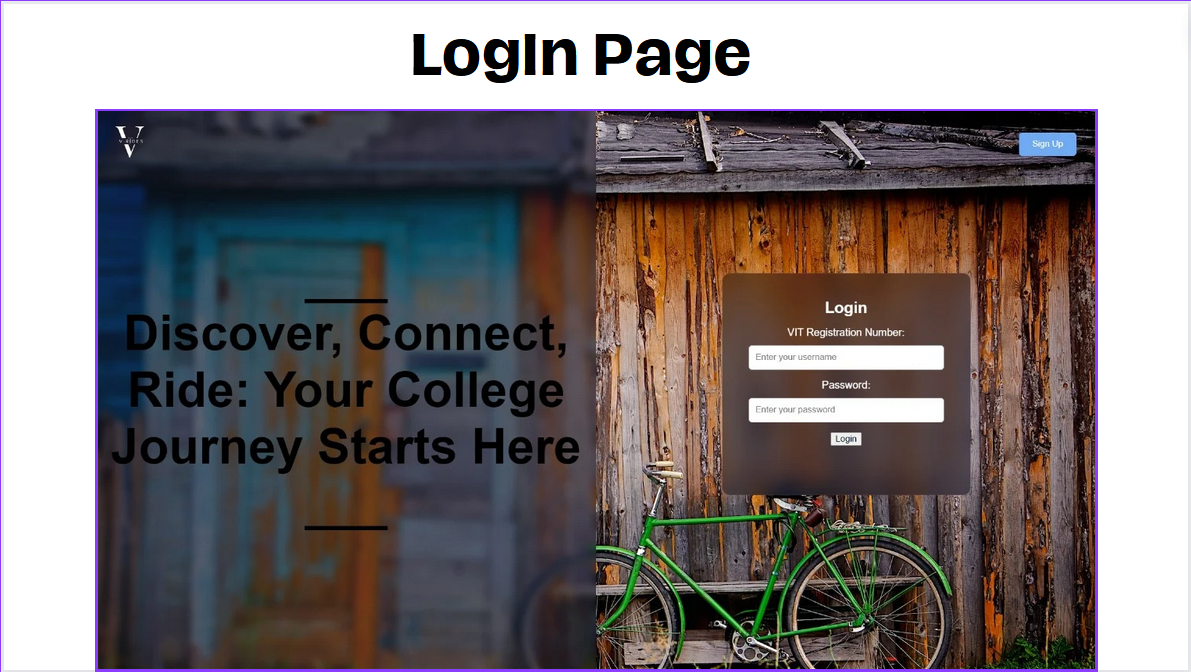 LogIn Page
V
Sign Up
Discover, Connect,
Ride: Your College
Journey Starts Here
Login
VIT Registration Number:
Enter your username
Password:
Enter your password
Login